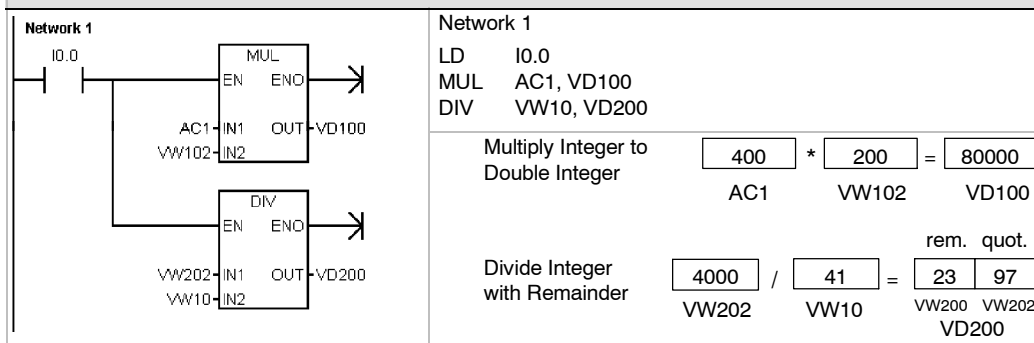 Network 1
I0.0
MUL
EN ENO
AC1 IN1 OUT VD100
VW102 IN2
DIV
EN ENO
VW202 IN1 OUT VD200
VW10 IN2
Network 1
LD I0.0
MUL AC1, VD100
DIV VW10, VD200
Multiply Integer to
Double Integer
400 * 200 = 80000
AC1 VW102 VD100
rem. quot.
Divide Integer
with Remainder
4000 / 41 = 23 97
VW202 VW10 VW200 VW202
VD200